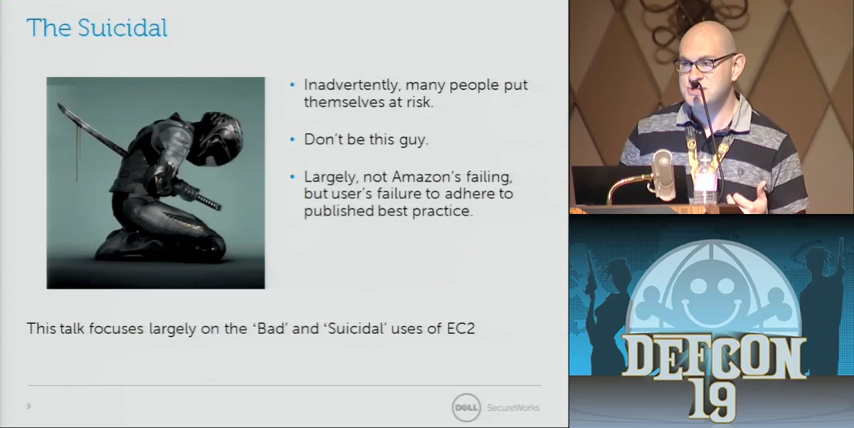 The Suicidal
• Inadvertently, many people put
themselves at risk.
• Don't be this guy.
• Largely, not Amazon's failing,
but user's failure to adhere to
published best practice.
This talk focuses largely on the 'Bad' and 'Suicidal' uses of EC2
9
DELL SecureWorks
DEFCON
19